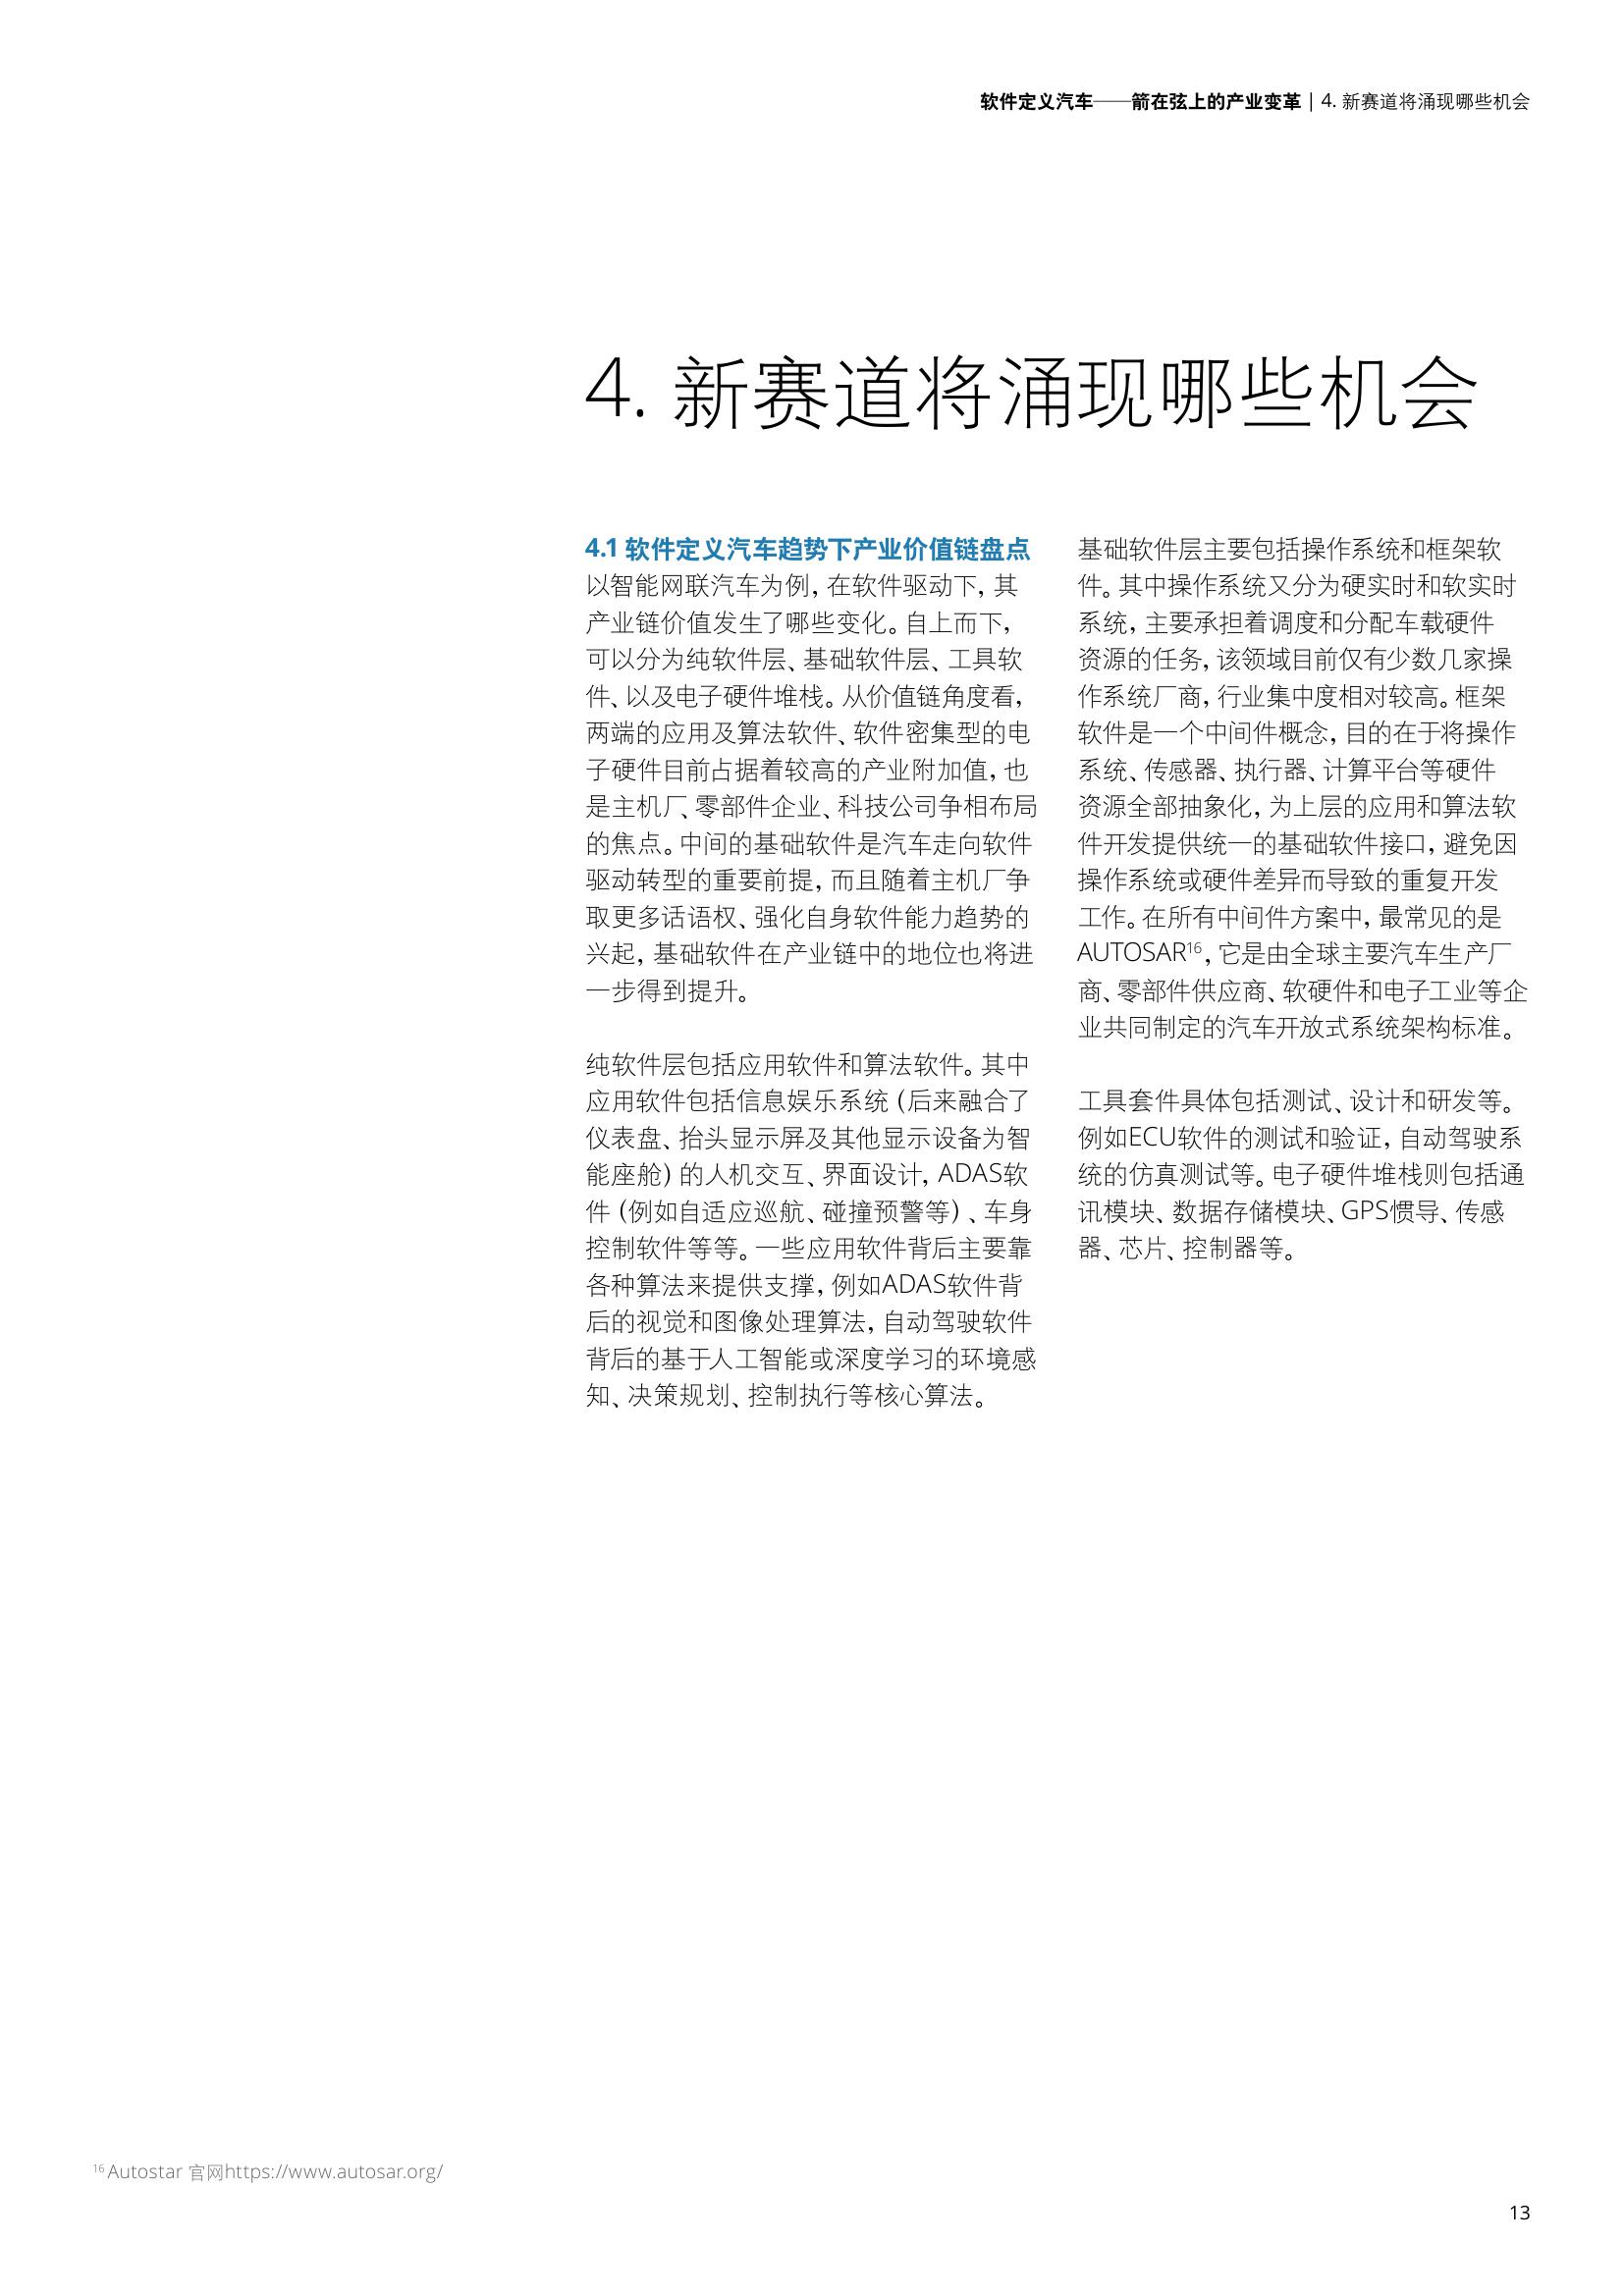 软件定义汽车——箭在弦上的产业变革 | 4. 新赛道将涌现哪些机会
4. 新赛道将涌现哪些机会
4.1 软件定义汽车趋势下产业价值链盘点
以智能网联汽车为例，在软件驱动下，其
产业链价值发生了哪些变化。自上而下，
可以分为纯软件层、基础软件层、工具软
件、以及电子硬件堆栈。从价值链角度看，
两端的应用及算法软件、软件密集型的电
子硬件目前占据着较高的产业附加值，也
是主机厂、零部件企业、科技公司争相布局
的焦点。中间的基础软件是汽车走向软件
驱动转型的重要前提，而且随着主机厂争
取更多话语权、强化自身软件能力趋势的
兴起，基础软件在产业链中的地位也将进
一步得到提升。
纯软件层包括应用软件和算法软件。其中
应用软件包括信息娱乐系统（后来融合了
仪表盘、抬头显示屏及其他显示设备为智
能座舱）的人机交互、界面设计，ADAS软
件（例如自适应巡航、碰撞预警等）、车身
控制软件等等。一些应用软件背后主要靠
各种算法来提供支撑，例如ADAS软件背
后的视觉和图像处理算法，自动驾驶软件
背后的基于人工智能或深度学习的环境感
知、决策规划、控制执行等核心算法。
基础软件层主要包括操作系统和框架软
件。其中操作系统又分为硬实时和软实时
系统，主要承担着调度和分配车载硬件
资源的任务，该领域目前仅有少数几家操
作系统厂商，行业集中度相对较高。框架
软件是一个中间件概念，目的在于将操作
系统、传感器、执行器、计算平台等硬件
资源全部抽象化，为上层的应用和算法软
件开发提供统一的基础软件接口，避免因
操作系统或硬件差异而导致的重复开发
工作。在所有中间件方案中，最常见的是
AUTOSAR16，它是由全球主要汽车生产厂
商、零部件供应商、软硬件和电子工业等企
业共同制定的汽车开放式系统架构标准。
工具套件具体包括测试、设计和研发等。
例如ECU软件的测试和验证，自动驾驶系
统的仿真测试等。电子硬件堆栈则包括通
讯模块、数据存储模块、GPS惯导、传感
器、芯片、控制器等。
16 Autostar 官网https://www.autosar.org/
13